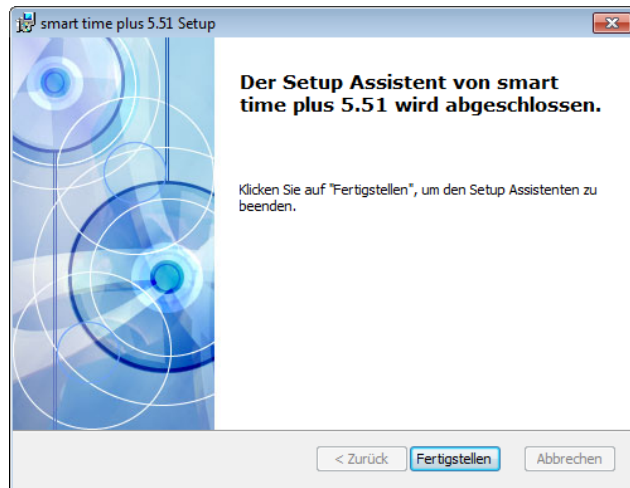 smart time plus 5.51 Setup
Der Setup Assistent von smart
time plus 5.51 wird abgeschlossen.
Klicken Sie auf "Fertigstellen", um den Setup Assistenten zu
beenden.
< Zurück Fertigstellen Abbrechen